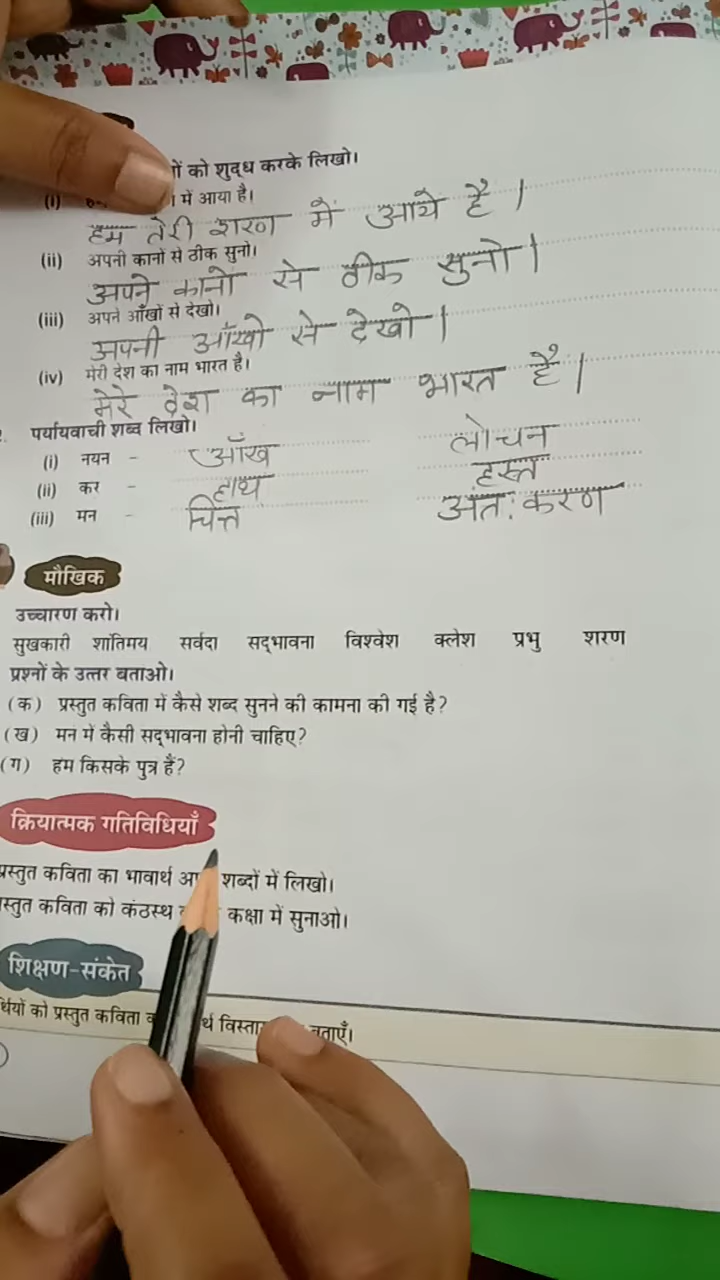 को शुद्ध करके लिखो।
(i) में आया है।
हम तेरी शरण में आये है।
(ii) अपनी कानों से ठीक सुनो।
अपने कानो से ठीक सुनो।
(iii) अपने आँखों से देखो।
अपनी आँखो से देखो।
(iv) मेरी देश का नाम भारत है।
मेरे देश का नाम भारत है।
पर्यायवाची शब्द लिखो।
(i) नयन - आँख लोचन
(ii) कर - हाथ हस्त
(iii) मन - चित्त अंतःकरण
मौखिक
उच्चारण करो।
सुखकारी शांतिमय सर्वदा सद्भावना विश्वेश क्लेश प्रभु शरण
प्रश्नों के उत्तर बताओ।
(क) प्रस्तुत कविता में कैसे शब्द सुनने की कामना की गई है?
(ख) मन में कैसी सद्भावना होनी चाहिए?
(ग) हम किसके पुत्र हैं?
क्रियात्मक गतिविधियाँ
प्रस्तुत कविता का भावार्थ शब्दों में लिखो।
कविता को कंठस्थ कक्षा में सुनाओ।
शिक्षण-संकेत
को प्रस्तुत कविता